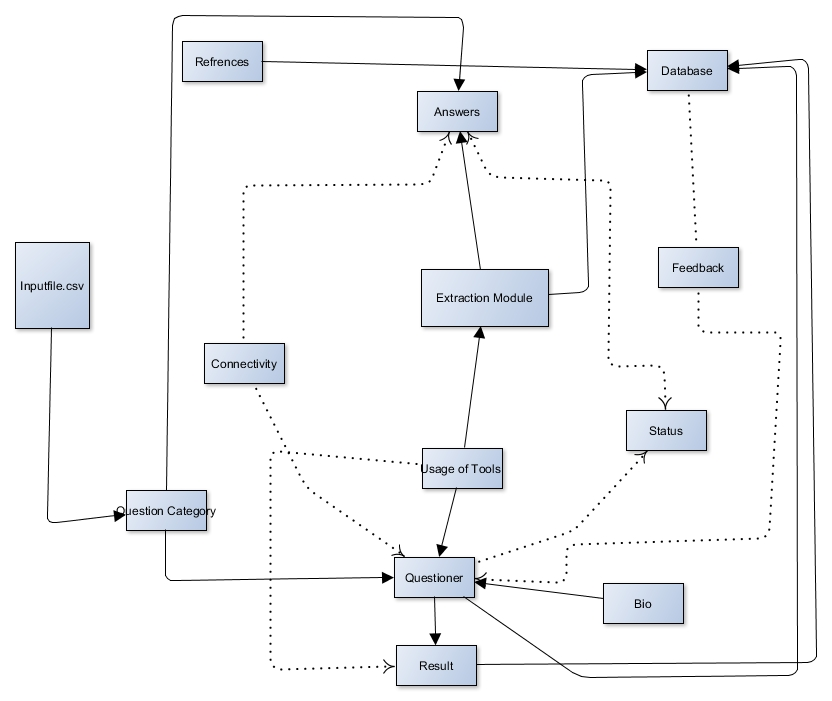 Refrences
Database
Answers
Feedback
Inputfile.csv
Extraction Module
Connectivity
Status
Usage of Tools
Question Category
Questioner
Bio
Result